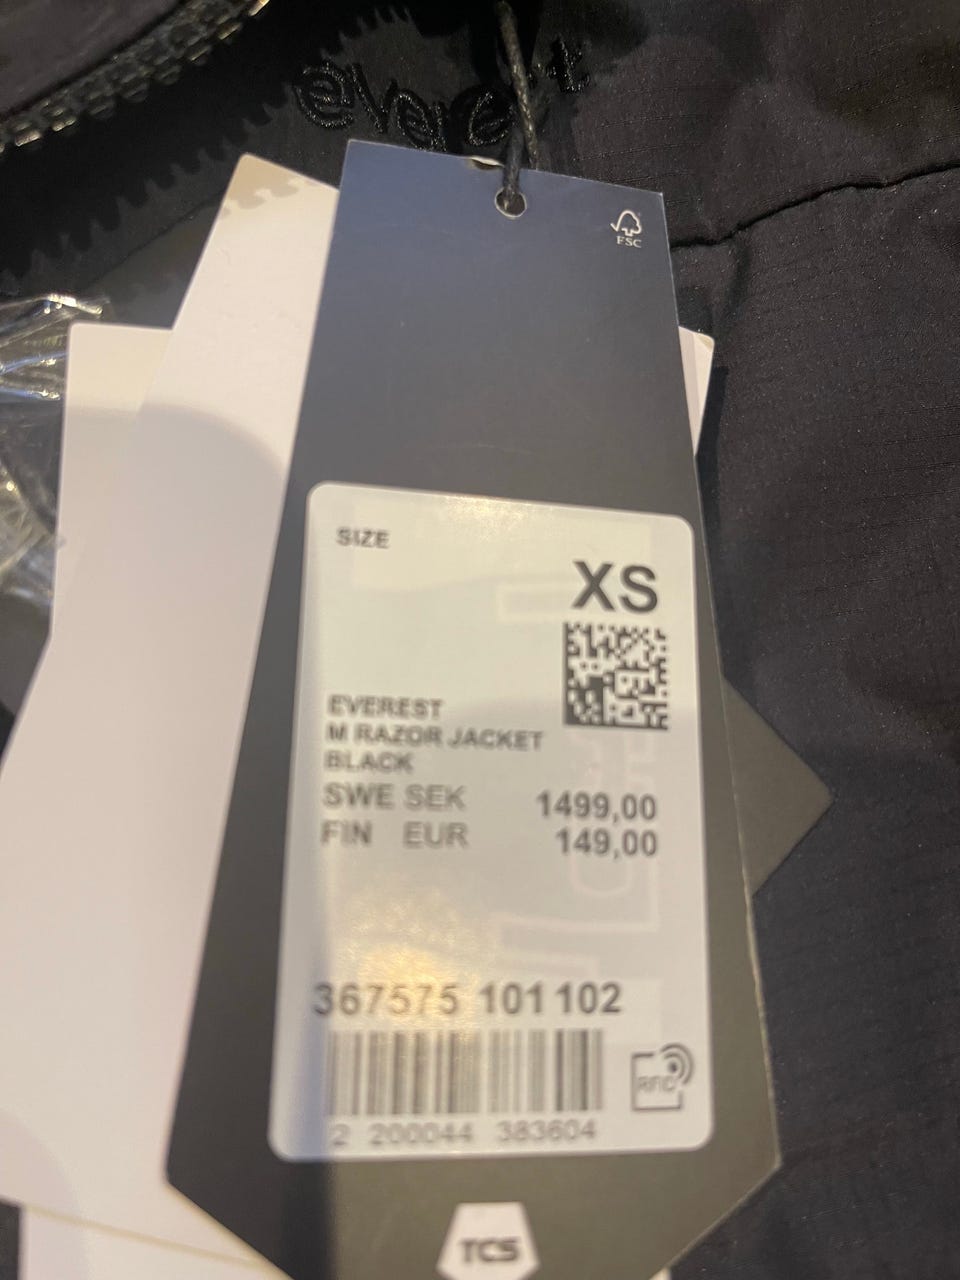 everest
FSC
SIZE
XS
EVEREST
M RAZOR JACKET
BLACK
SWE SEK 1499,00
FIN EUR 149,00
367575 101 102
RFID
2 200044 383604
TCS